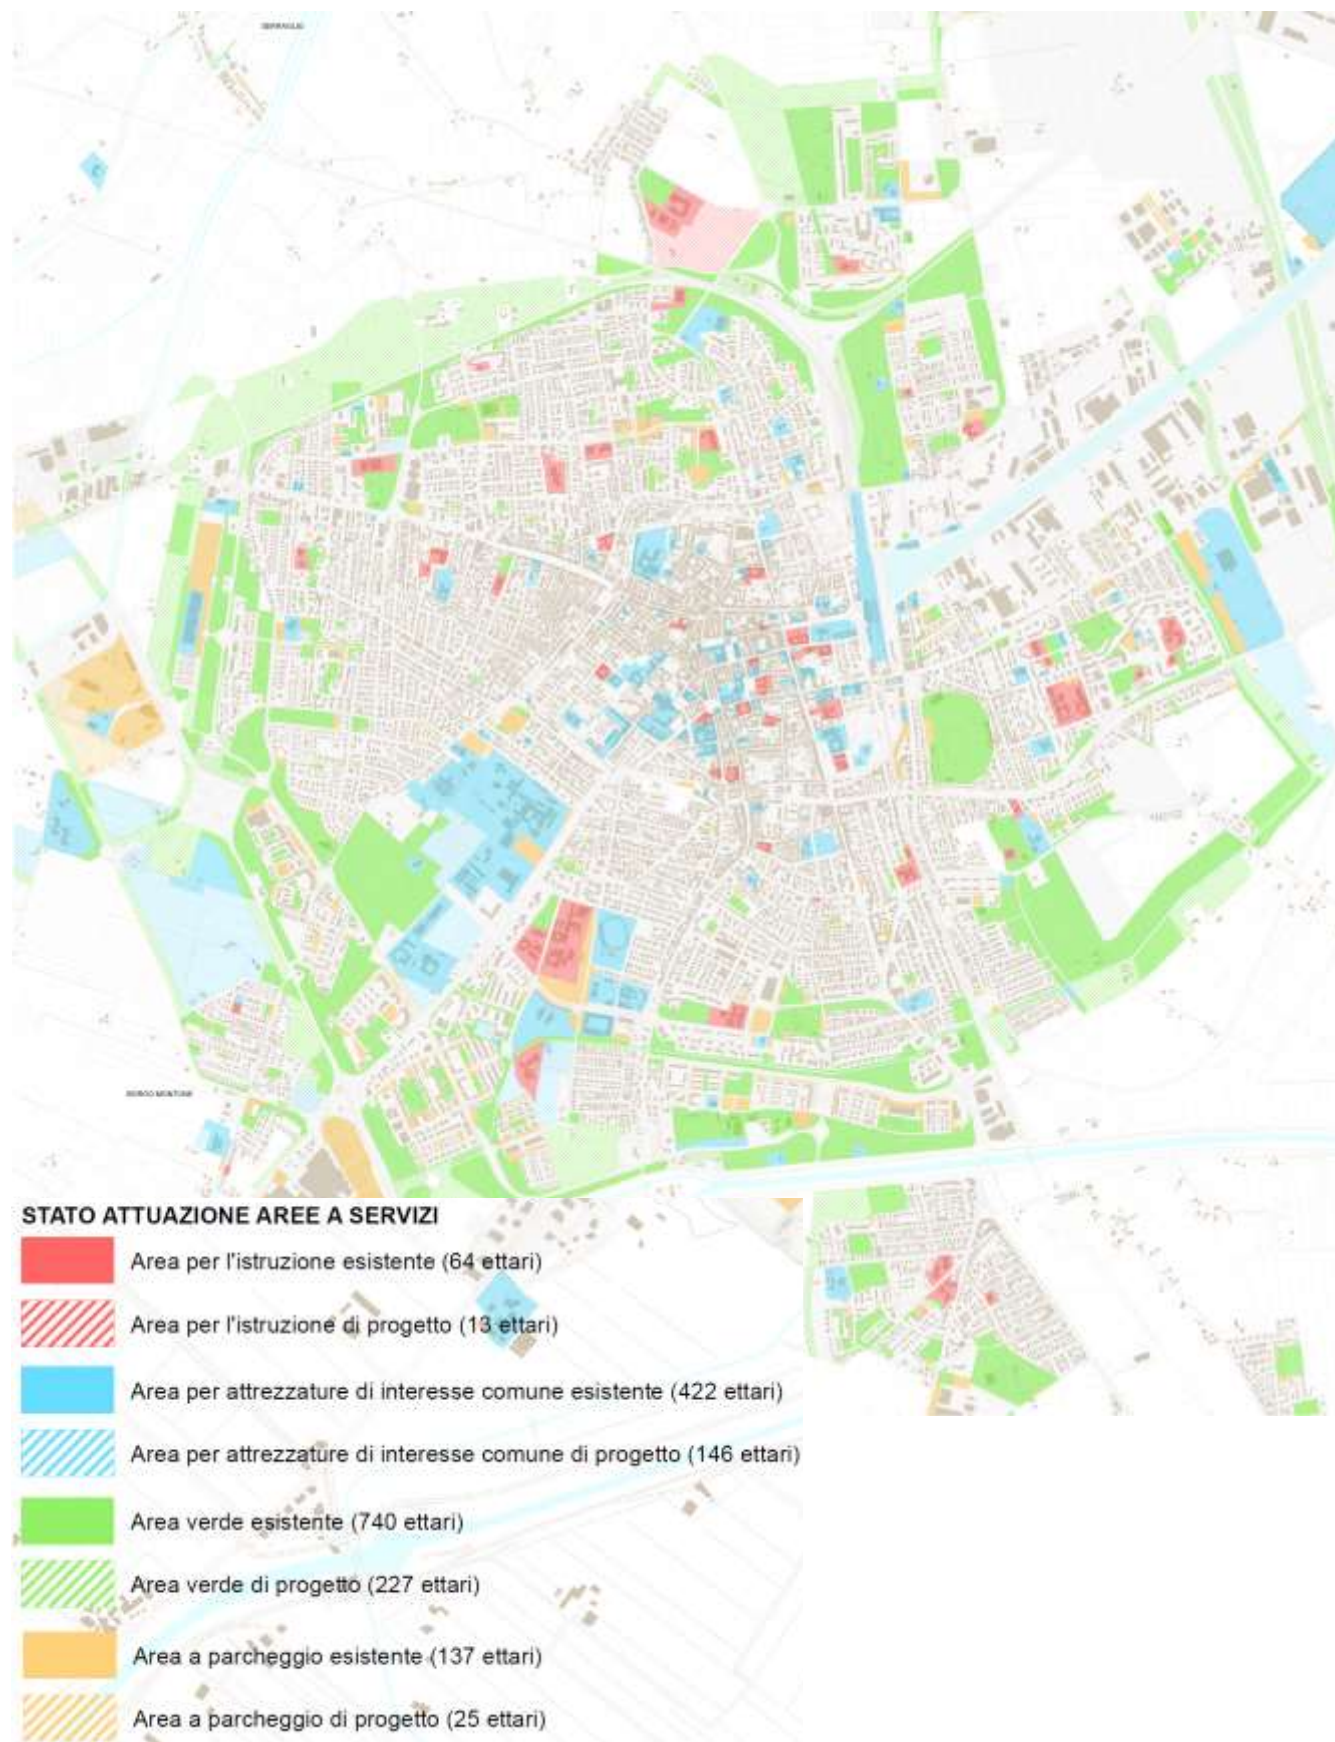 BORGO MONTONE
STATO ATTUAZIONE AREE A SERVIZI
Area per l'istruzione esistente (64 ettari)
Area per l'istruzione di progetto (13 ettari)
Area per attrezzature di interesse comune esistente (422 ettari)
Area per attrezzature di interesse comune di progetto (146 ettari)
Area verde esistente (740 ettari)
Area verde di progetto (227 ettari)
Area a parcheggio esistente (137 ettari)
Area a parcheggio di progetto (25 ettari)